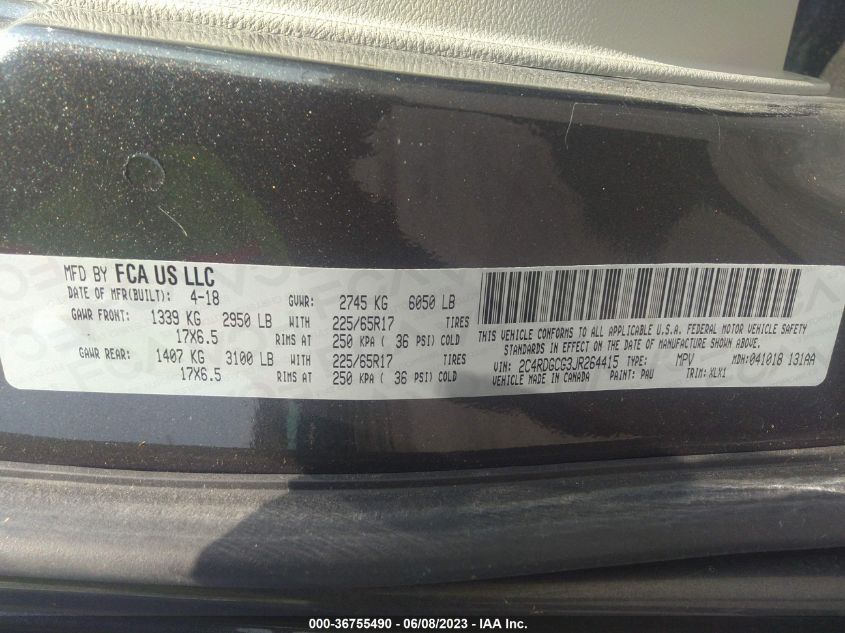 MFD BY FCA US LLC
DATE OF MFR(BUILT): 4-18 GVWR: 2745 KG 6050 LB
GAWR FRONT: 1339 KG 2950 LB WITH 225/65R17 TIRES
17X6.5 RIMS AT 250 KPA ( 36 PSI) COLD
GAWR REAR: 1407 KG 3100 LB WITH 225/65R17 TIRES
17X6.5 RIMS AT 250 KPA ( 36 PSI) COLD
THIS VEHICLE CONFORMS TO ALL APPLICABLE U.S.A. FEDERAL MOTOR VEHICLE SAFETY
STANDARDS IN EFFECT ON THE DATE OF MANUFACTURE SHOWN ABOVE.
VIN: 2C4RDGCG3JR264415 TYPE: MPV MDH:041018 131AA
VEHICLE MADE IN CANADA PAINT: PAU TRIM:XLX1
000-36755490 - 06/08/2023 - IAA Inc.